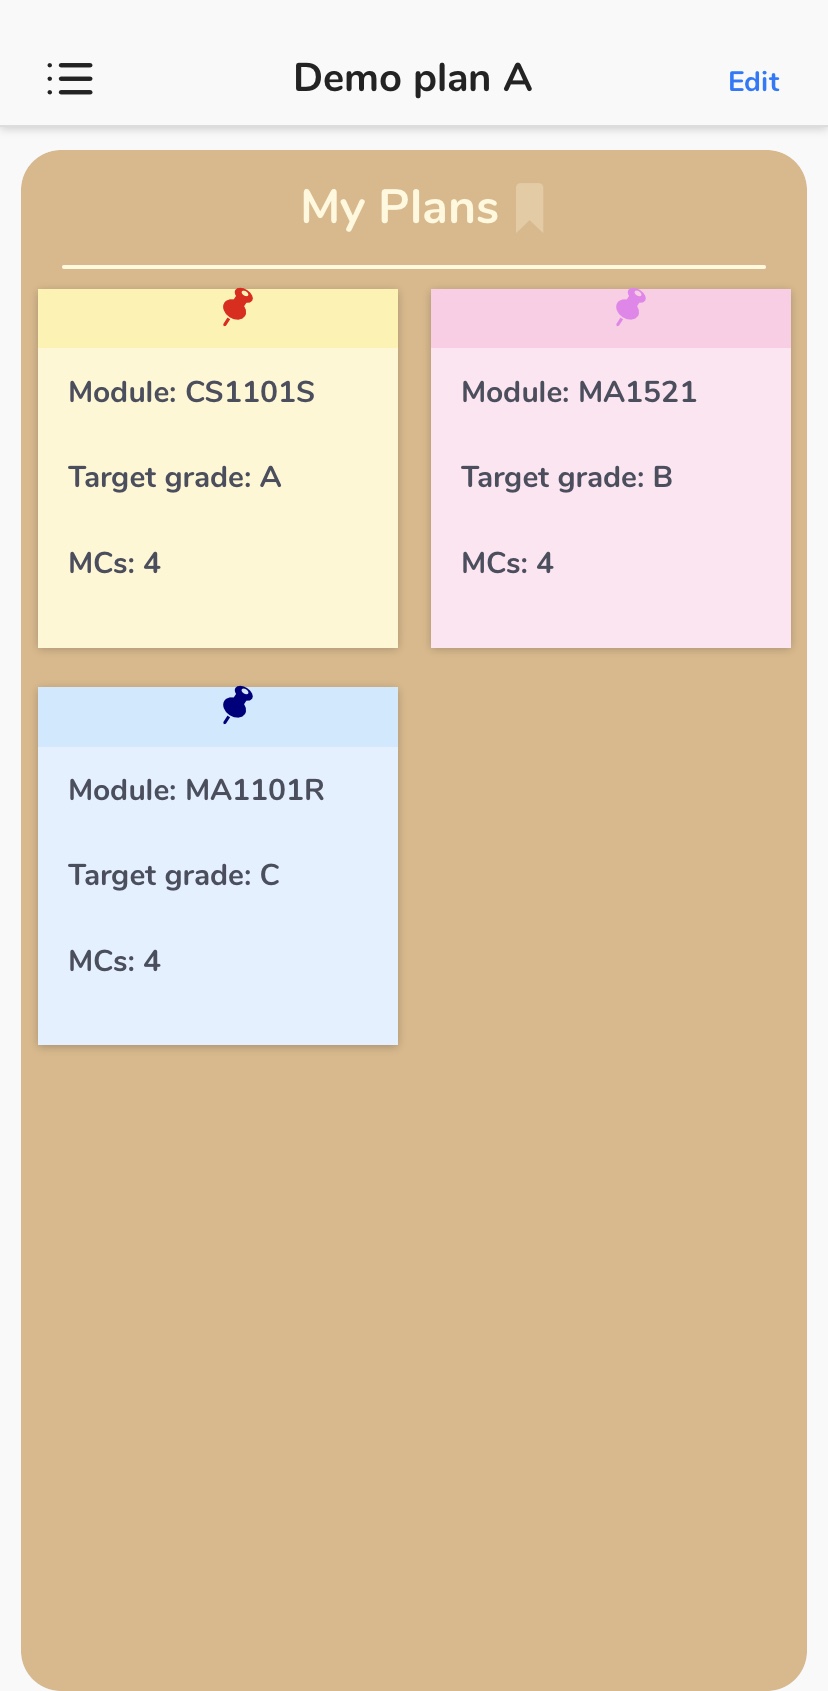 Demo plan A
Edit
My Plans
Module: CS1101S
Target grade: A
MCs: 4
Module: MA1521
Target grade: B
MCs: 4
Module: MA1101R
Target grade: C
MCs: 4